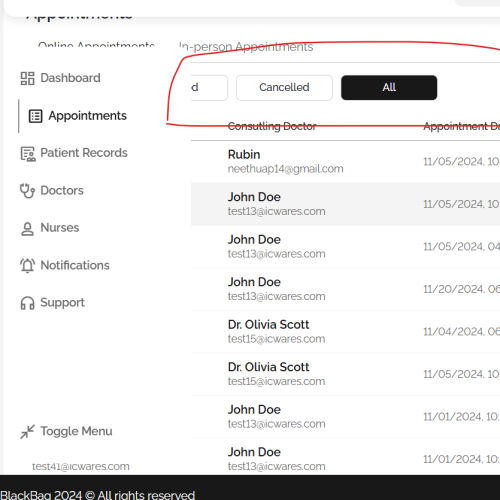 Appointments
Online Appointments
In-person Appointments
Dashboard
Appointments
Patient Records
Doctors
Nurses
Notifications
Support
Toggle Menu
d
Cancelled
All
Consulting Doctor
Appointment Da
Rubin
neethuap14@gmail.com
11/05/2024, 10
John Doe
test13@icwares.com
11/05/2024, 10
John Doe
test13@icwares.com
11/05/2024, 04
John Doe
test13@icwares.com
11/20/2024, 06
Dr. Olivia Scott
test15@icwares.com
11/04/2024, 06
Dr. Olivia Scott
test15@icwares.com
11/05/2024, 10
John Doe
test13@icwares.com
11/01/2024, 10
John Doe
test13@icwares.com
11/01/2024, 10
test41@icwares.com
BlackBag 2024 © All rights reserved